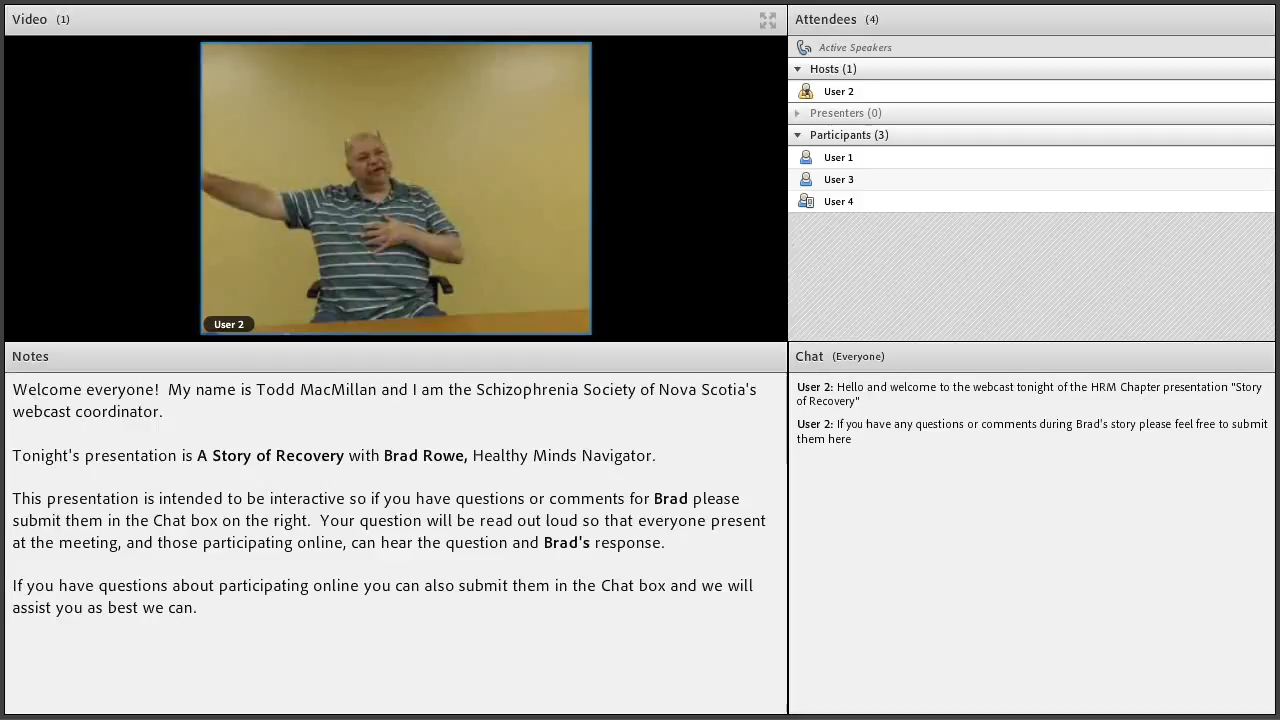 Video (1)
User 2
Attendees (4)
Active Speakers
Hosts (1)
User 2
Presenters (0)
Participants (3)
User 1
User 3
User 4
Notes
Welcome everyone!  My name is Todd MacMillan and I am the Schizophrenia Society of Nova Scotia's
webcast coordinator.
Tonight's presentation is A Story of Recovery with Brad Rowe, Healthy Minds Navigator.
This presentation is intended to be interactive so if you have questions or comments for Brad please
submit them in the Chat box on the right.  Your question will be read out loud so that everyone present
at the meeting, and those participating online, can hear the question and Brad's response.
If you have questions about participating online you can also submit them in the Chat box and we will
assist you as best we can.
Chat (Everyone)
User 2: Hello and welcome to the webcast tonight of the HRM Chapter presentation "Story
of Recovery"
User 2: If you have any questions or comments during Brad's story please feel free to submit
them here